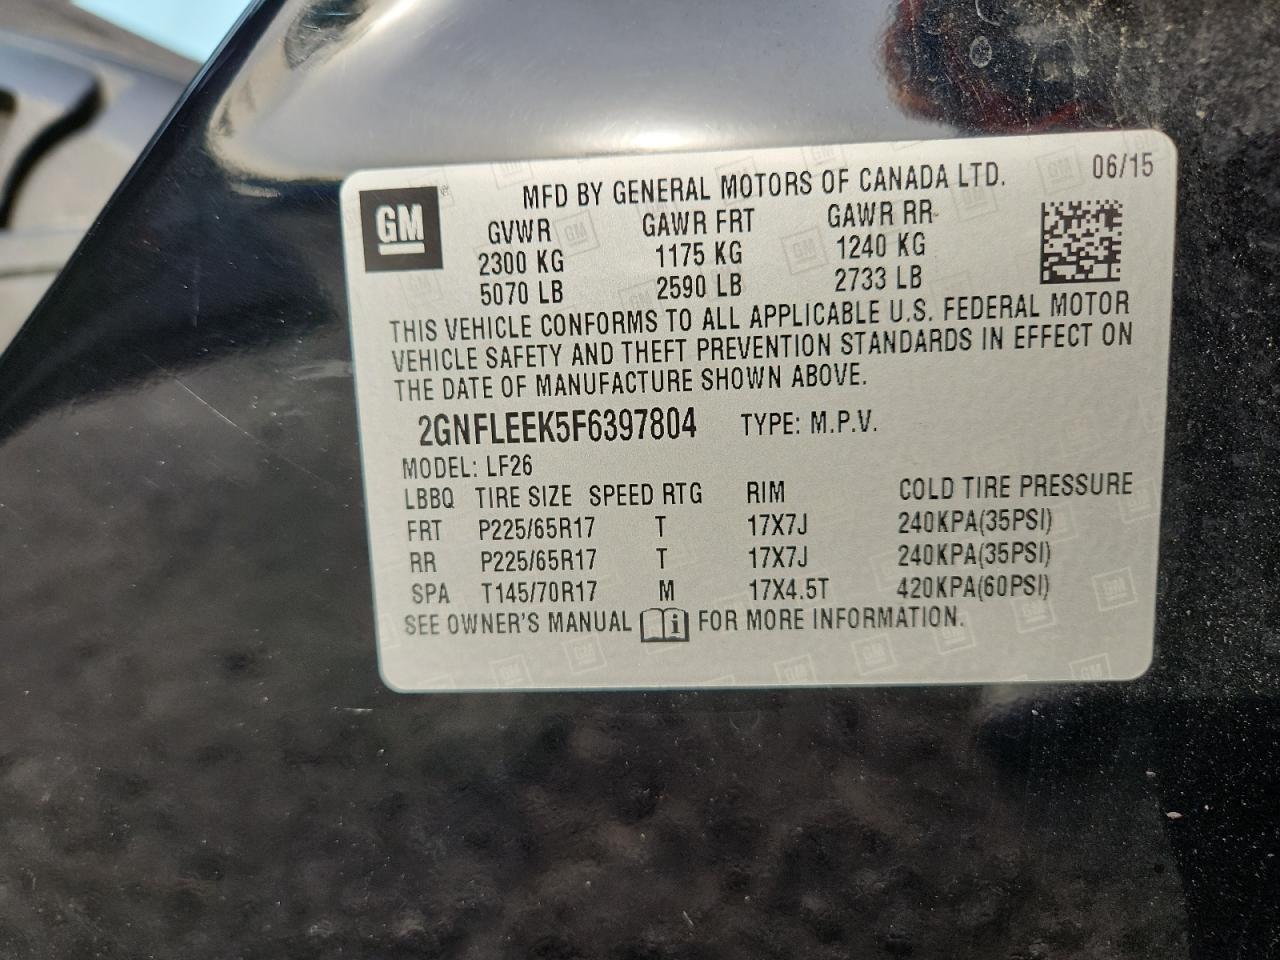 MFD BY GENERAL MOTORS OF CANADA LTD. 06/15
GM
GVWR GAWR FRT GAWR RR
2300 KG 1175 KG 1240 KG
5070 LB 2590 LB 2733 LB
THIS VEHICLE CONFORMS TO ALL APPLICABLE U.S. FEDERAL MOTOR
VEHICLE SAFETY AND THEFT PREVENTION STANDARDS IN EFFECT ON
THE DATE OF MANUFACTURE SHOWN ABOVE.
2GNFLEEK5F6397804 TYPE: M.P.V.
MODEL: LF26
LBBQ TIRE SIZE SPEED RTG RIM COLD TIRE PRESSURE
FRT P225/65R17 T 17X7J 240KPA(35PSI)
RR P225/65R17 T 17X7J 240KPA(35PSI)
SPA T145/70R17 M 17X4.5T 420KPA(60PSI)
SEE OWNER'S MANUAL FOR MORE INFORMATION.